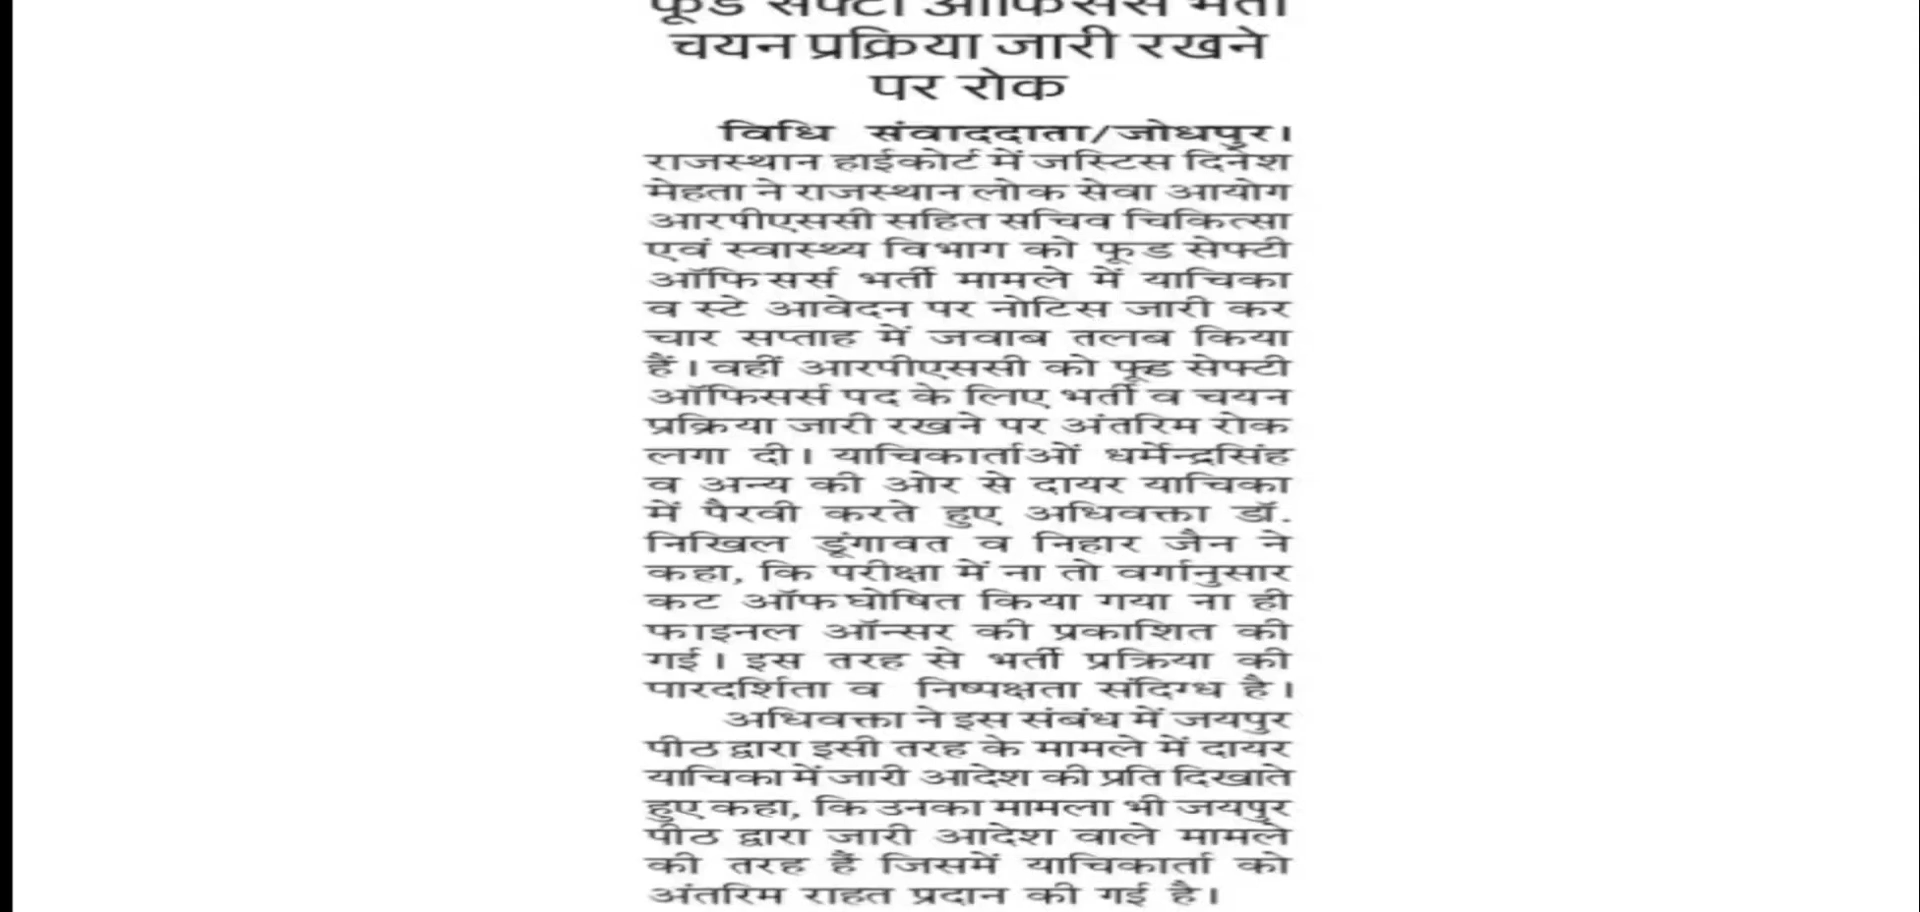 फूड सेफ्टी ऑफिसर्स भर्ती
चयन प्रक्रिया जारी रखने
पर रोक
विधि संवाददाता/जोधपुर।
राजस्थान हाईकोर्ट में जस्टिस दिनेश
मेहता ने राजस्थान लोक सेवा आयोग
आरपीएससी सहित सचिव चिकित्सा
एवं स्वास्थ्य विभाग को फूड सेफ्टी
ऑफिसर्स भर्ती मामले में याचिका
व स्टे आवेदन पर नोटिस जारी कर
चार सप्ताह में जवाब तलब किया
हैं। वहीं आरपीएससी को फूड सेफ्टी
ऑफिसर्स पद के लिए भर्ती व चयन
प्रक्रिया जारी रखने पर अंतरिम रोक
लगा दी। याचिकार्ताओं धर्मेन्द्रसिंह
व अन्य की ओर से दायर याचिका
में पैरवी करते हुए अधिवक्ता डॉ.
निखिल डूंगावत व निहार जैन ने
कहा, कि परीक्षा में ना तो वर्गानुसार
कट ऑफ घोषित किया गया ना ही
फाइनल ऑन्सर की प्रकाशित की
गई। इस तरह से भर्ती प्रक्रिया की
पारदर्शिता व निष्पक्षता संदिग्ध है।
अधिवक्ता ने इस संबंध में जयपुर
पीठ द्वारा इसी तरह के मामले में दायर
याचिका में जारी आदेश की प्रति दिखाते
हुए कहा, कि उनका मामला भी जयपुर
पीठ द्वारा जारी आदेश वाले मामले
की तरह हैं जिसमें याचिकार्ता को
अंतरिम राहत प्रदान की गई है।